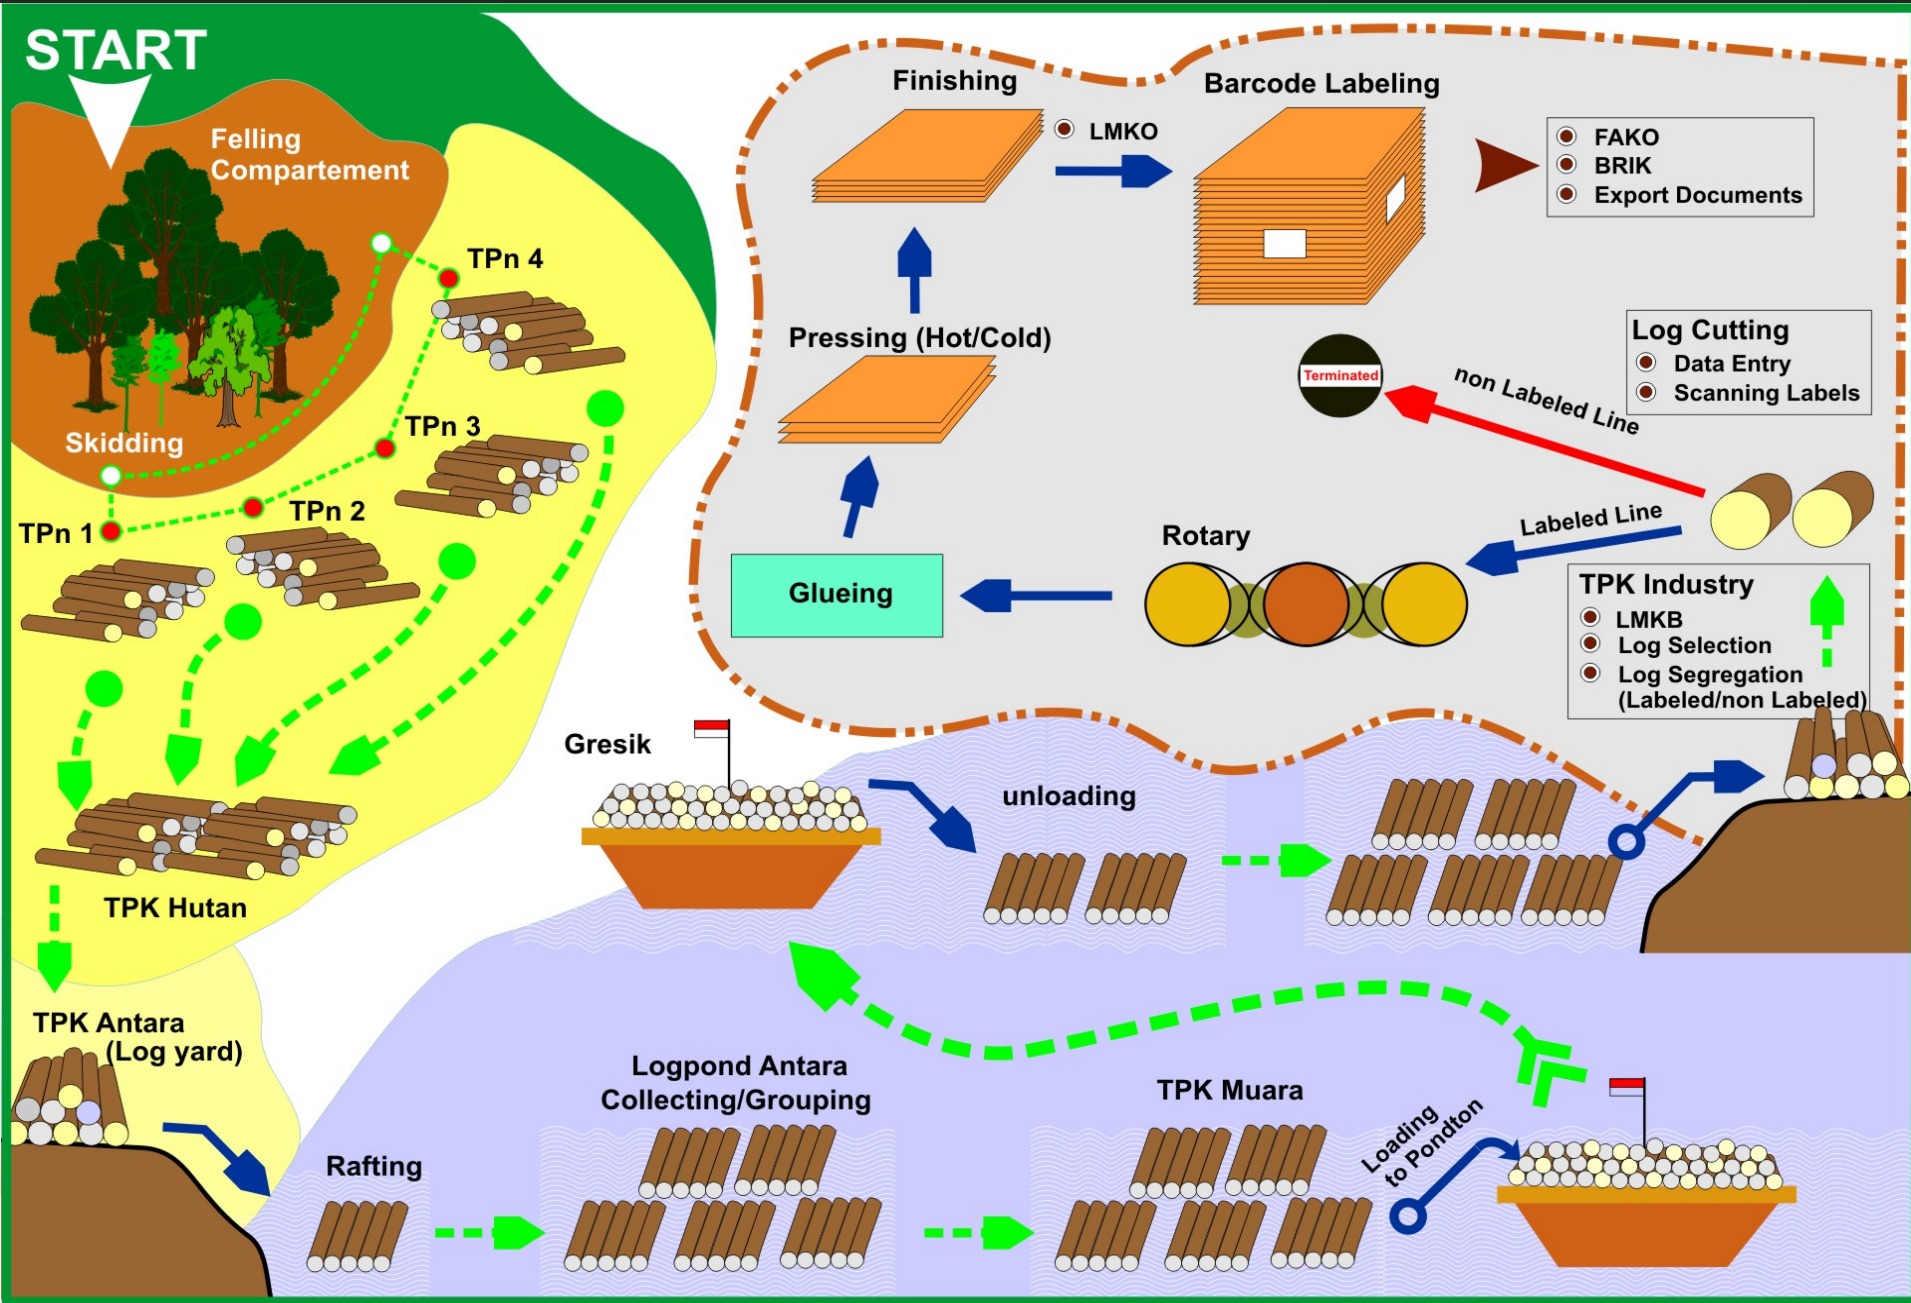 START
Felling
Compartement
Skidding
TPn 4
TPn 3
TPn 2
TPn 1
TPK Hutan
TPK Antara
(Log yard)
Rafting
Logpond Antara
Collecting/Grouping
TPK Muara
Loading
to Pondton
Gresik
unloading
TPK Industry
LMKB
Log Selection
Log Segregation
(Labeled/non Labeled)
Log Cutting
Data Entry
Scanning Labels
non Labeled Line
Terminated
Labeled Line
Rotary
Glueing
Pressing (Hot/Cold)
Finishing
LMKO
Barcode Labeling
FAKO
BRIK
Export Documents